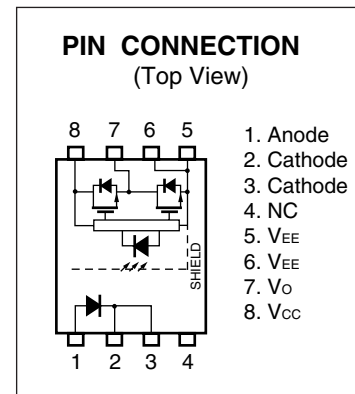 PIN CONNECTION
(Top View)
8 7 6 5
SHIELD
1 2 3 4
1. Anode
2. Cathode
3. Cathode
4. NC
5. VEE
6. VEE
7. VO
8. VCC